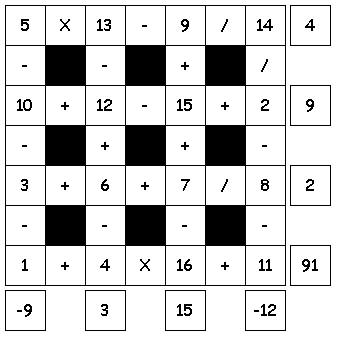 5 X 13 - 9 / 14 4
- - + /
10 + 12 - 15 + 2 9
- + + -
3 + 6 + 7 / 8 2
- - - -
1 + 4 X 16 + 11 91
-9 3 15 -12